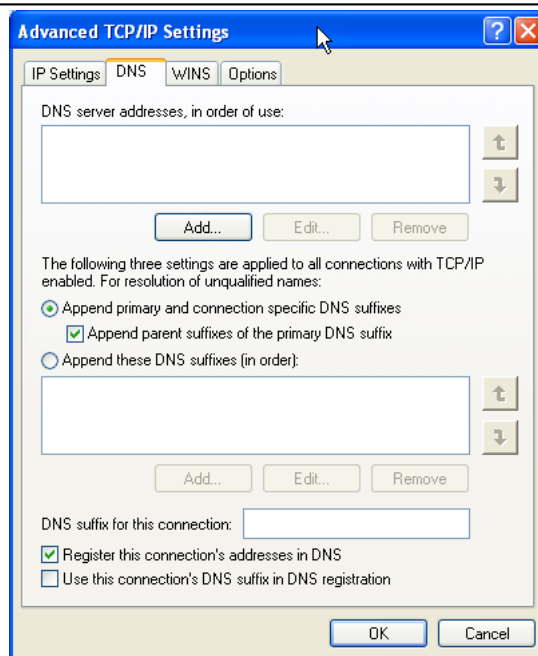 Advanced TCP/IP Settings
IP Settings DNS WINS Options
DNS server addresses, in order of use:
Add... Edit... Remove
The following three settings are applied to all connections with TCP/IP
enabled. For resolution of unqualified names:
Append primary and connection specific DNS suffixes
Append parent suffixes of the primary DNS suffix
Append these DNS suffixes (in order):
Add... Edit... Remove
DNS suffix for this connection:
Register this connection's addresses in DNS
Use this connection's DNS suffix in DNS registration
OK Cancel